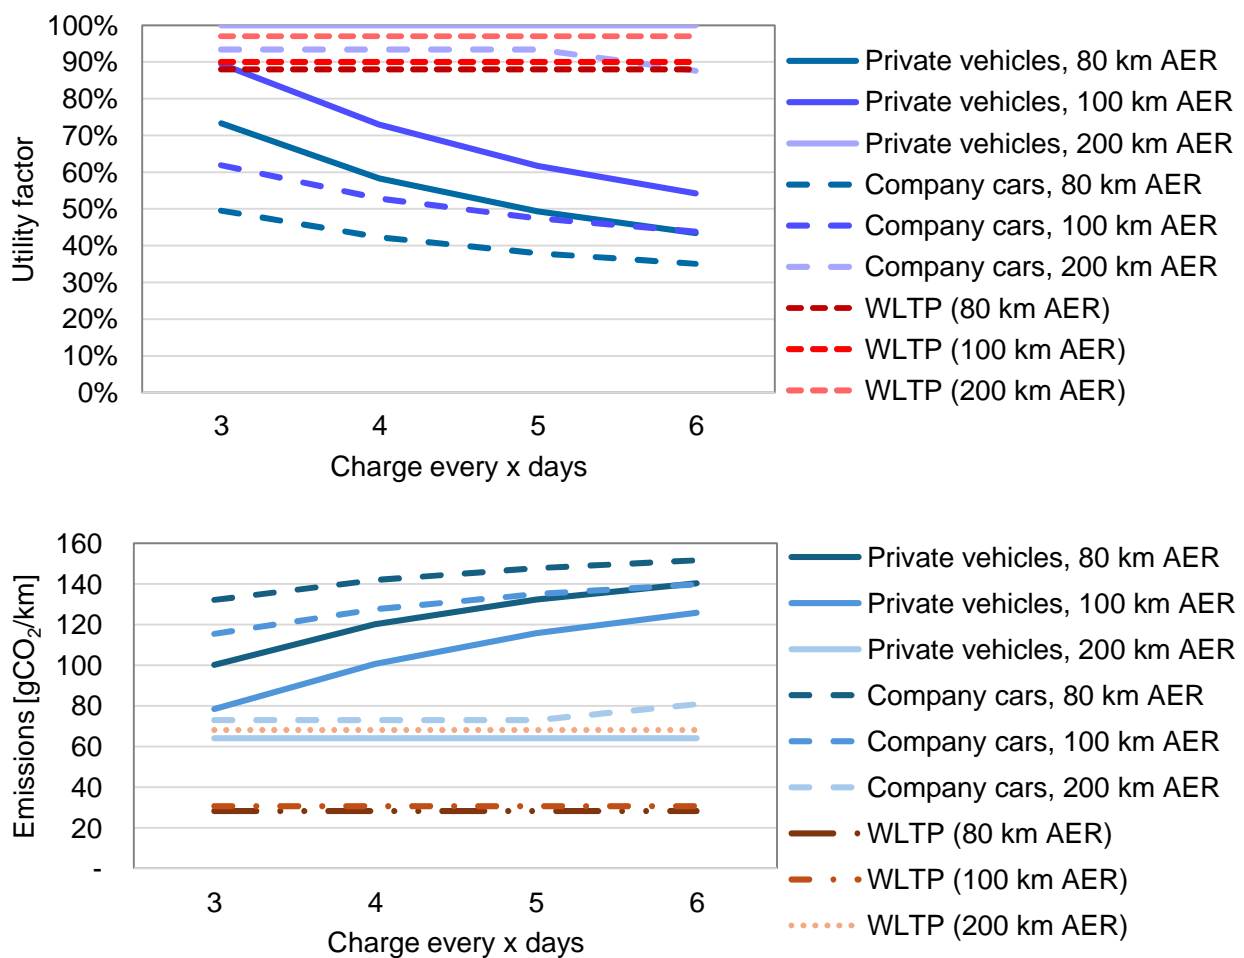 100%
90%
80%
70%
60%
50%
40%
30%
20%
10%
0%
Utility factor
3 4 5 6
Charge every x days
Private vehicles, 80 km AER
Private vehicles, 100 km AER
Private vehicles, 200 km AER
Company cars, 80 km AER
Company cars, 100 km AER
Company cars, 200 km AER
WLTP (80 km AER)
WLTP (100 km AER)
WLTP (200 km AER)
160
140
120
100
80
60
40
20
-
Emissions [gCO₂/km]
3 4 5 6
Charge every x days
Private vehicles, 80 km AER
Private vehicles, 100 km AER
Private vehicles, 200 km AER
Company cars, 80 km AER
Company cars, 100 km AER
Company cars, 200 km AER
WLTP (80 km AER)
WLTP (100 km AER)
WLTP (200 km AER)